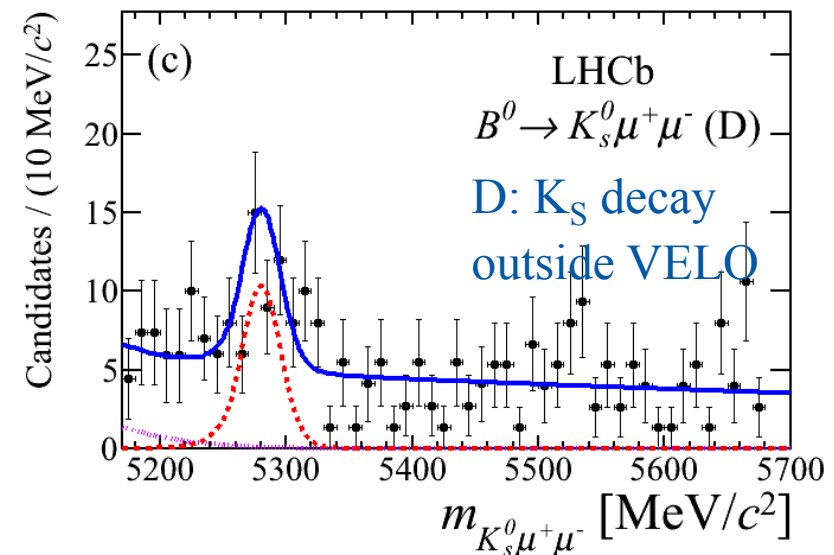 Candidates / (10 MeV/c²)
25
20
15
10
5
0
(c)
LHCb
B⁰ → K⁰ₛμ⁺μ⁻ (D)
D: K_S decay
outside VELO
5200 5300 5400 5500 5600 5700
m_{K⁰ₛμ⁺μ⁻} [MeV/c²]